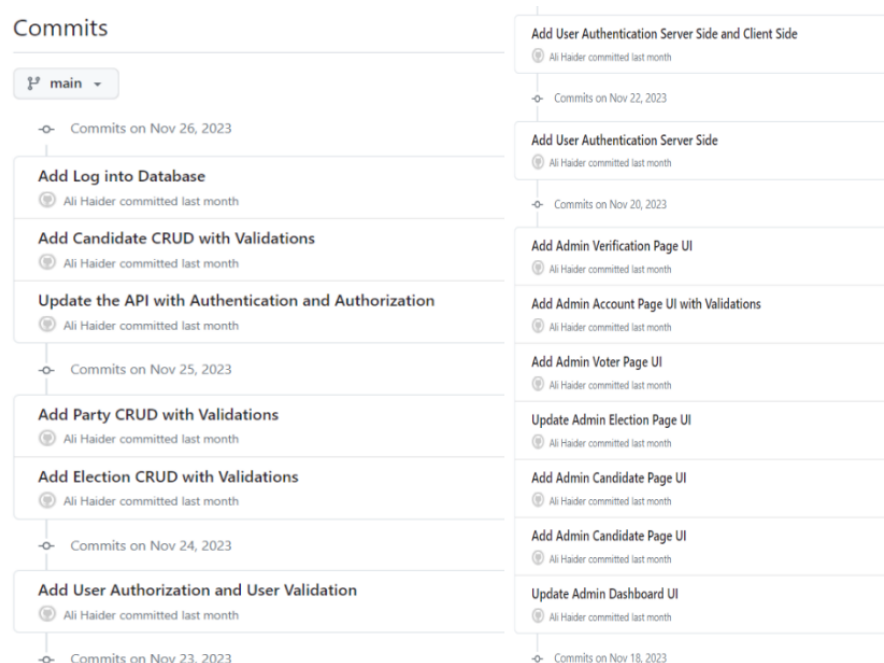 Commits
main
Commits on Nov 26, 2023
Add Log into Database
Ali Haider committed last month
Add Candidate CRUD with Validations
Ali Haider committed last month
Update the API with Authentication and Authorization
Ali Haider committed last month
Commits on Nov 25, 2023
Add Party CRUD with Validations
Ali Haider committed last month
Add Election CRUD with Validations
Ali Haider committed last month
Commits on Nov 24, 2023
Add User Authorization and User Validation
Ali Haider committed last month
Commits on Nov 23, 2023
Add User Authentication Server Side and Client Side
Ali Haider committed last month
Commits on Nov 22, 2023
Add User Authentication Server Side
Ali Haider committed last month
Commits on Nov 20, 2023
Add Admin Verification Page UI
Ali Haider committed last month
Add Admin Account Page UI with Validations
Ali Haider committed last month
Add Admin Voter Page UI
Ali Haider committed last month
Update Admin Election Page UI
Ali Haider committed last month
Add Admin Candidate Page UI
Ali Haider committed last month
Add Admin Candidate Page UI
Ali Haider committed last month
Update Admin Dashboard UI
Ali Haider committed last month
Commits on Nov 18, 2023